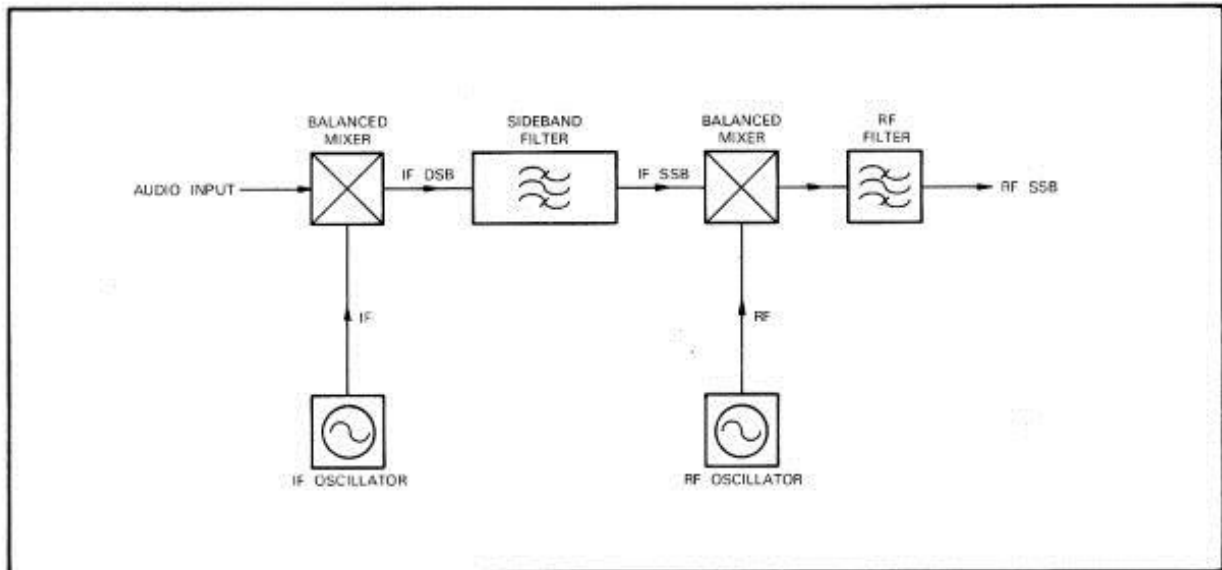 BALANCED
MIXER
SIDEBAND
FILTER
BALANCED
MIXER
RF
FILTER
AUDIO INPUT
IF DSB
IF SSB
RF SSB
IF
RF
IF OSCILLATOR
RF OSCILLATOR